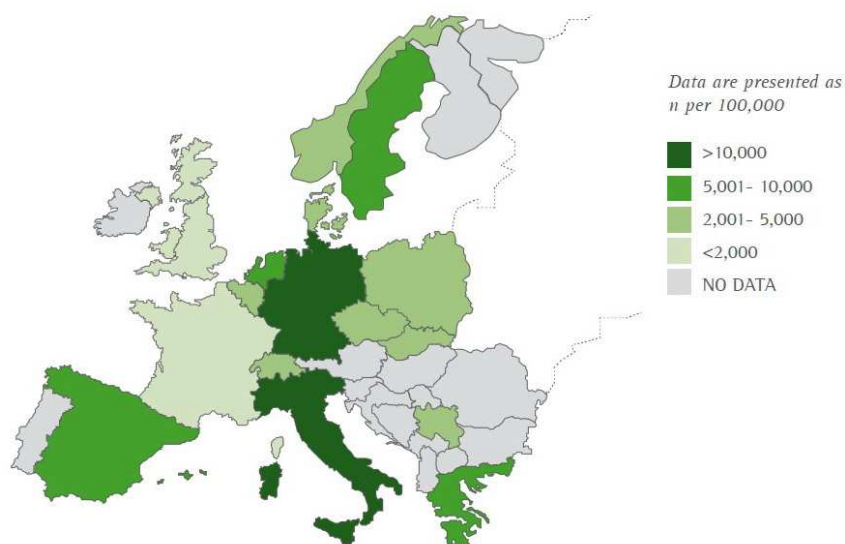 Data are presented as
n per 100,000
>10,000
5,001- 10,000
2,001- 5,000
<2,000
NO DATA